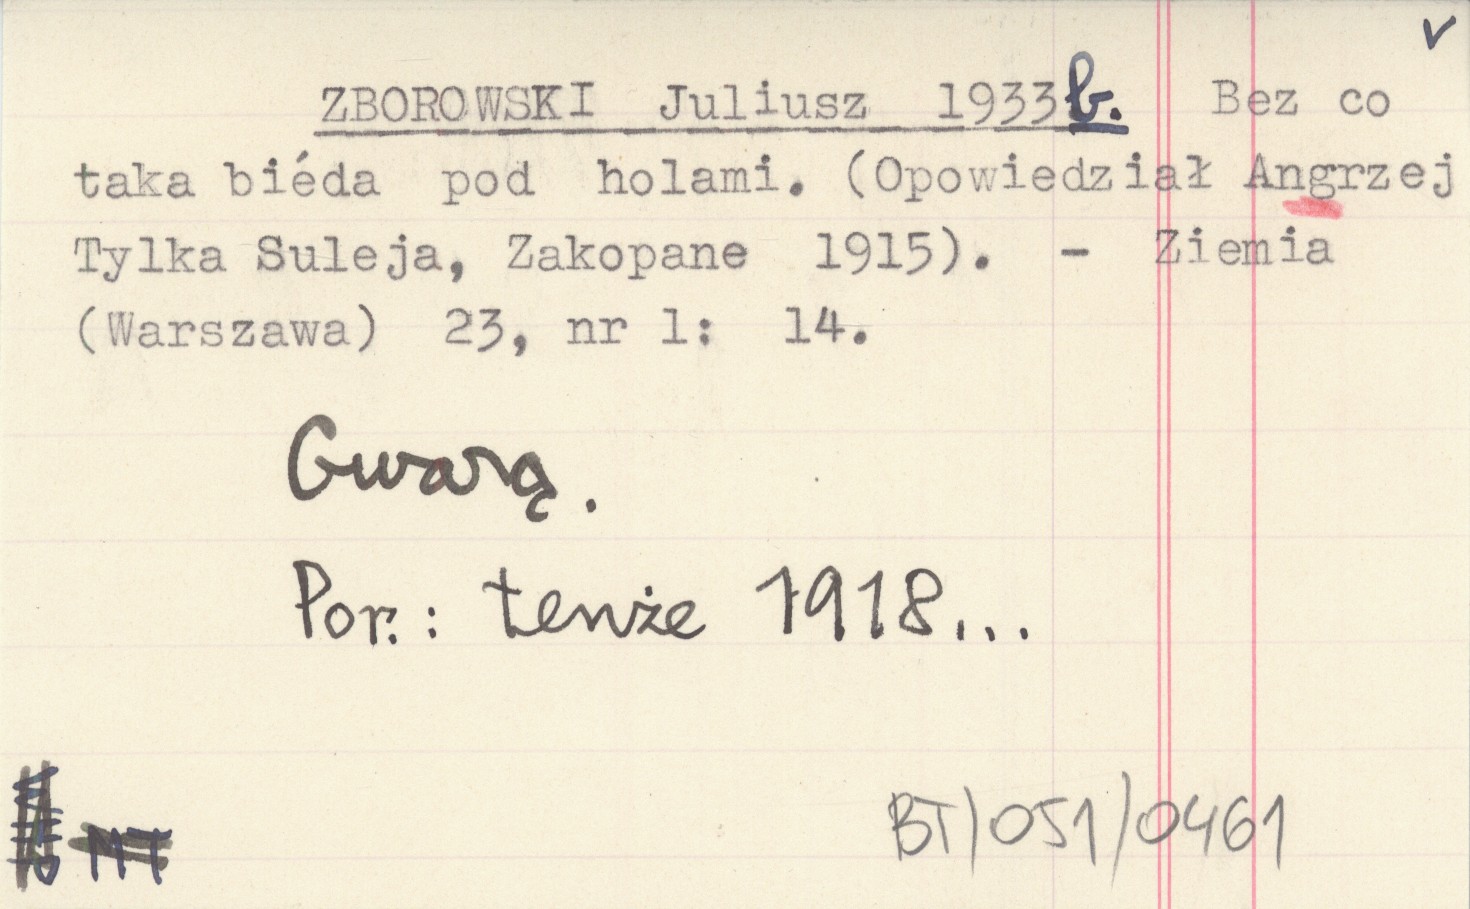 ZBOROWSKI Juliusz 1933b. Bez co
taka biéda pod holami. (Opowiedział Angrzej
Tylka Suleja, Zakopane 1915). - Ziemia
(Warszawa) 23, nr 1: 14.
Gwarą.
Por.: tenże 1918...
MT
BT/051/0461